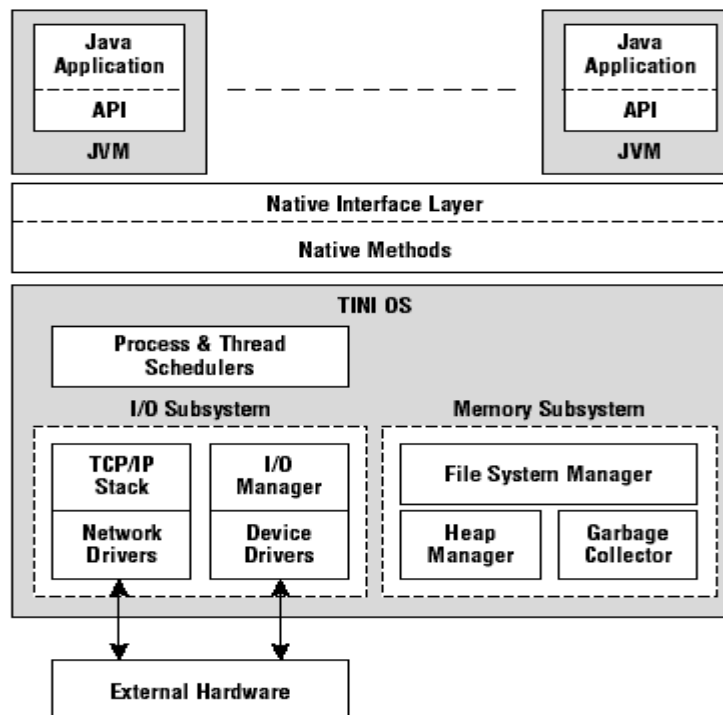 Java
Application
API
JVM
Java
Application
API
JVM
Native Interface Layer
Native Methods
TINI OS
Process & Thread
Schedulers
I/O Subsystem
TCP/IP
Stack
I/O
Manager
Network
Drivers
Device
Drivers
Memory Subsystem
File System Manager
Heap
Manager
Garbage
Collector
External Hardware